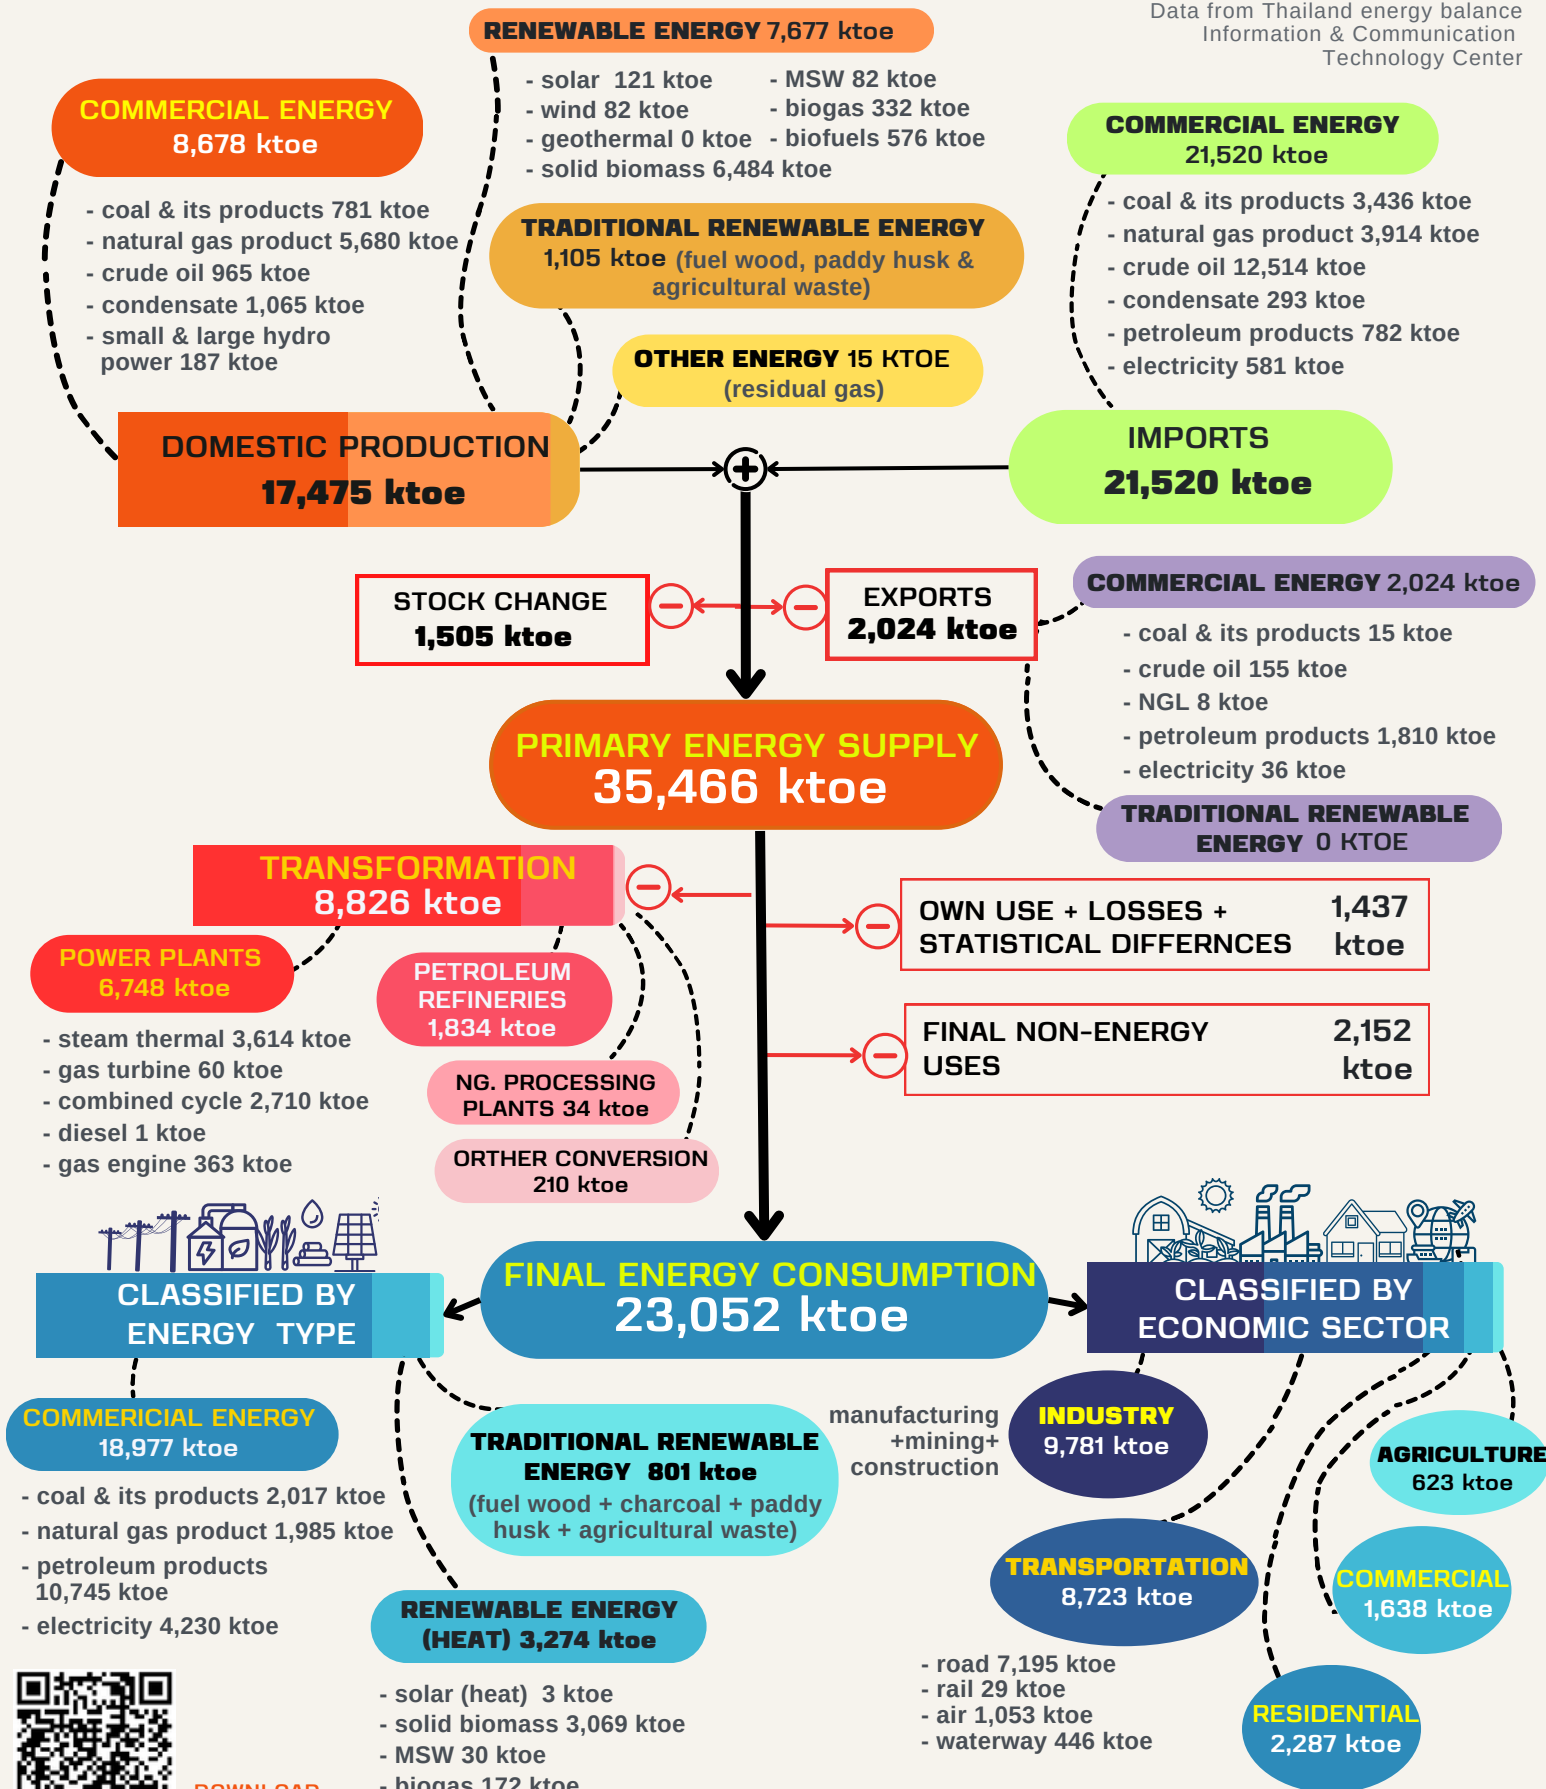 Data from Thailand energy balance
Information & Communication
Technology Center
RENEWABLE ENERGY 7,677 ktoe
- solar 121 ktoe
- wind 82 ktoe
- geothermal 0 ktoe
- solid biomass 6,484 ktoe
- MSW 82 ktoe
- biogas 332 ktoe
- biofuels 576 ktoe
COMMERCIAL ENERGY
8,678 ktoe
- coal & its products 781 ktoe
- natural gas product 5,680 ktoe
- crude oil 965 ktoe
- condensate 1,065 ktoe
- small & large hydro
power 187 ktoe
TRADITIONAL RENEWABLE ENERGY
1,105 ktoe (fuel wood, paddy husk &
agricultural waste)
OTHER ENERGY 15 KTOE
(residual gas)
COMMERCIAL ENERGY
21,520 ktoe
- coal & its products 3,436 ktoe
- natural gas product 3,914 ktoe
- crude oil 12,514 ktoe
- condensate 293 ktoe
- petroleum products 782 ktoe
- electricity 581 ktoe
DOMESTIC PRODUCTION
17,475 ktoe
IMPORTS
21,520 ktoe
STOCK CHANGE
1,505 ktoe
EXPORTS
2,024 ktoe
COMMERCIAL ENERGY 2,024 ktoe
- coal & its products 15 ktoe
- crude oil 155 ktoe
- NGL 8 ktoe
- petroleum products 1,810 ktoe
- electricity 36 ktoe
TRADITIONAL RENEWABLE
ENERGY 0 KTOE
PRIMARY ENERGY SUPPLY
35,466 ktoe
TRANSFORMATION
8,826 ktoe
POWER PLANTS
6,748 ktoe
- steam thermal 3,614 ktoe
- gas turbine 60 ktoe
- combined cycle 2,710 ktoe
- diesel 1 ktoe
- gas engine 363 ktoe
PETROLEUM
REFINERIES
1,834 ktoe
NG. PROCESSING
PLANTS 34 ktoe
ORTHER CONVERSION
210 ktoe
OWN USE + LOSSES +
STATISTICAL DIFFERNCES
1,437
ktoe
FINAL NON-ENERGY
USES
2,152
ktoe
FINAL ENERGY CONSUMPTION
23,052 ktoe
CLASSIFIED BY
ENERGY TYPE
COMMERICIAL ENERGY
18,977 ktoe
- coal & its products 2,017 ktoe
- natural gas product 1,985 ktoe
- petroleum products
10,745 ktoe
- electricity 4,230 ktoe
TRADITIONAL RENEWABLE
ENERGY 801 ktoe
(fuel wood + charcoal + paddy
husk + agricultural waste)
RENEWABLE ENERGY
(HEAT) 3,274 ktoe
- solar (heat) 3 ktoe
- solid biomass 3,069 ktoe
- MSW 30 ktoe
- biogas 172 ktoe
DOWNLOAD
CLASSIFIED BY
ECONOMIC SECTOR
manufacturing
+mining+
construction
INDUSTRY
9,781 ktoe
AGRICULTURE
623 ktoe
TRANSPORTATION
8,723 ktoe
- road 7,195 ktoe
- rail 29 ktoe
- air 1,053 ktoe
- waterway 446 ktoe
COMMERCIAL
1,638 ktoe
RESIDENTIAL
2,287 ktoe